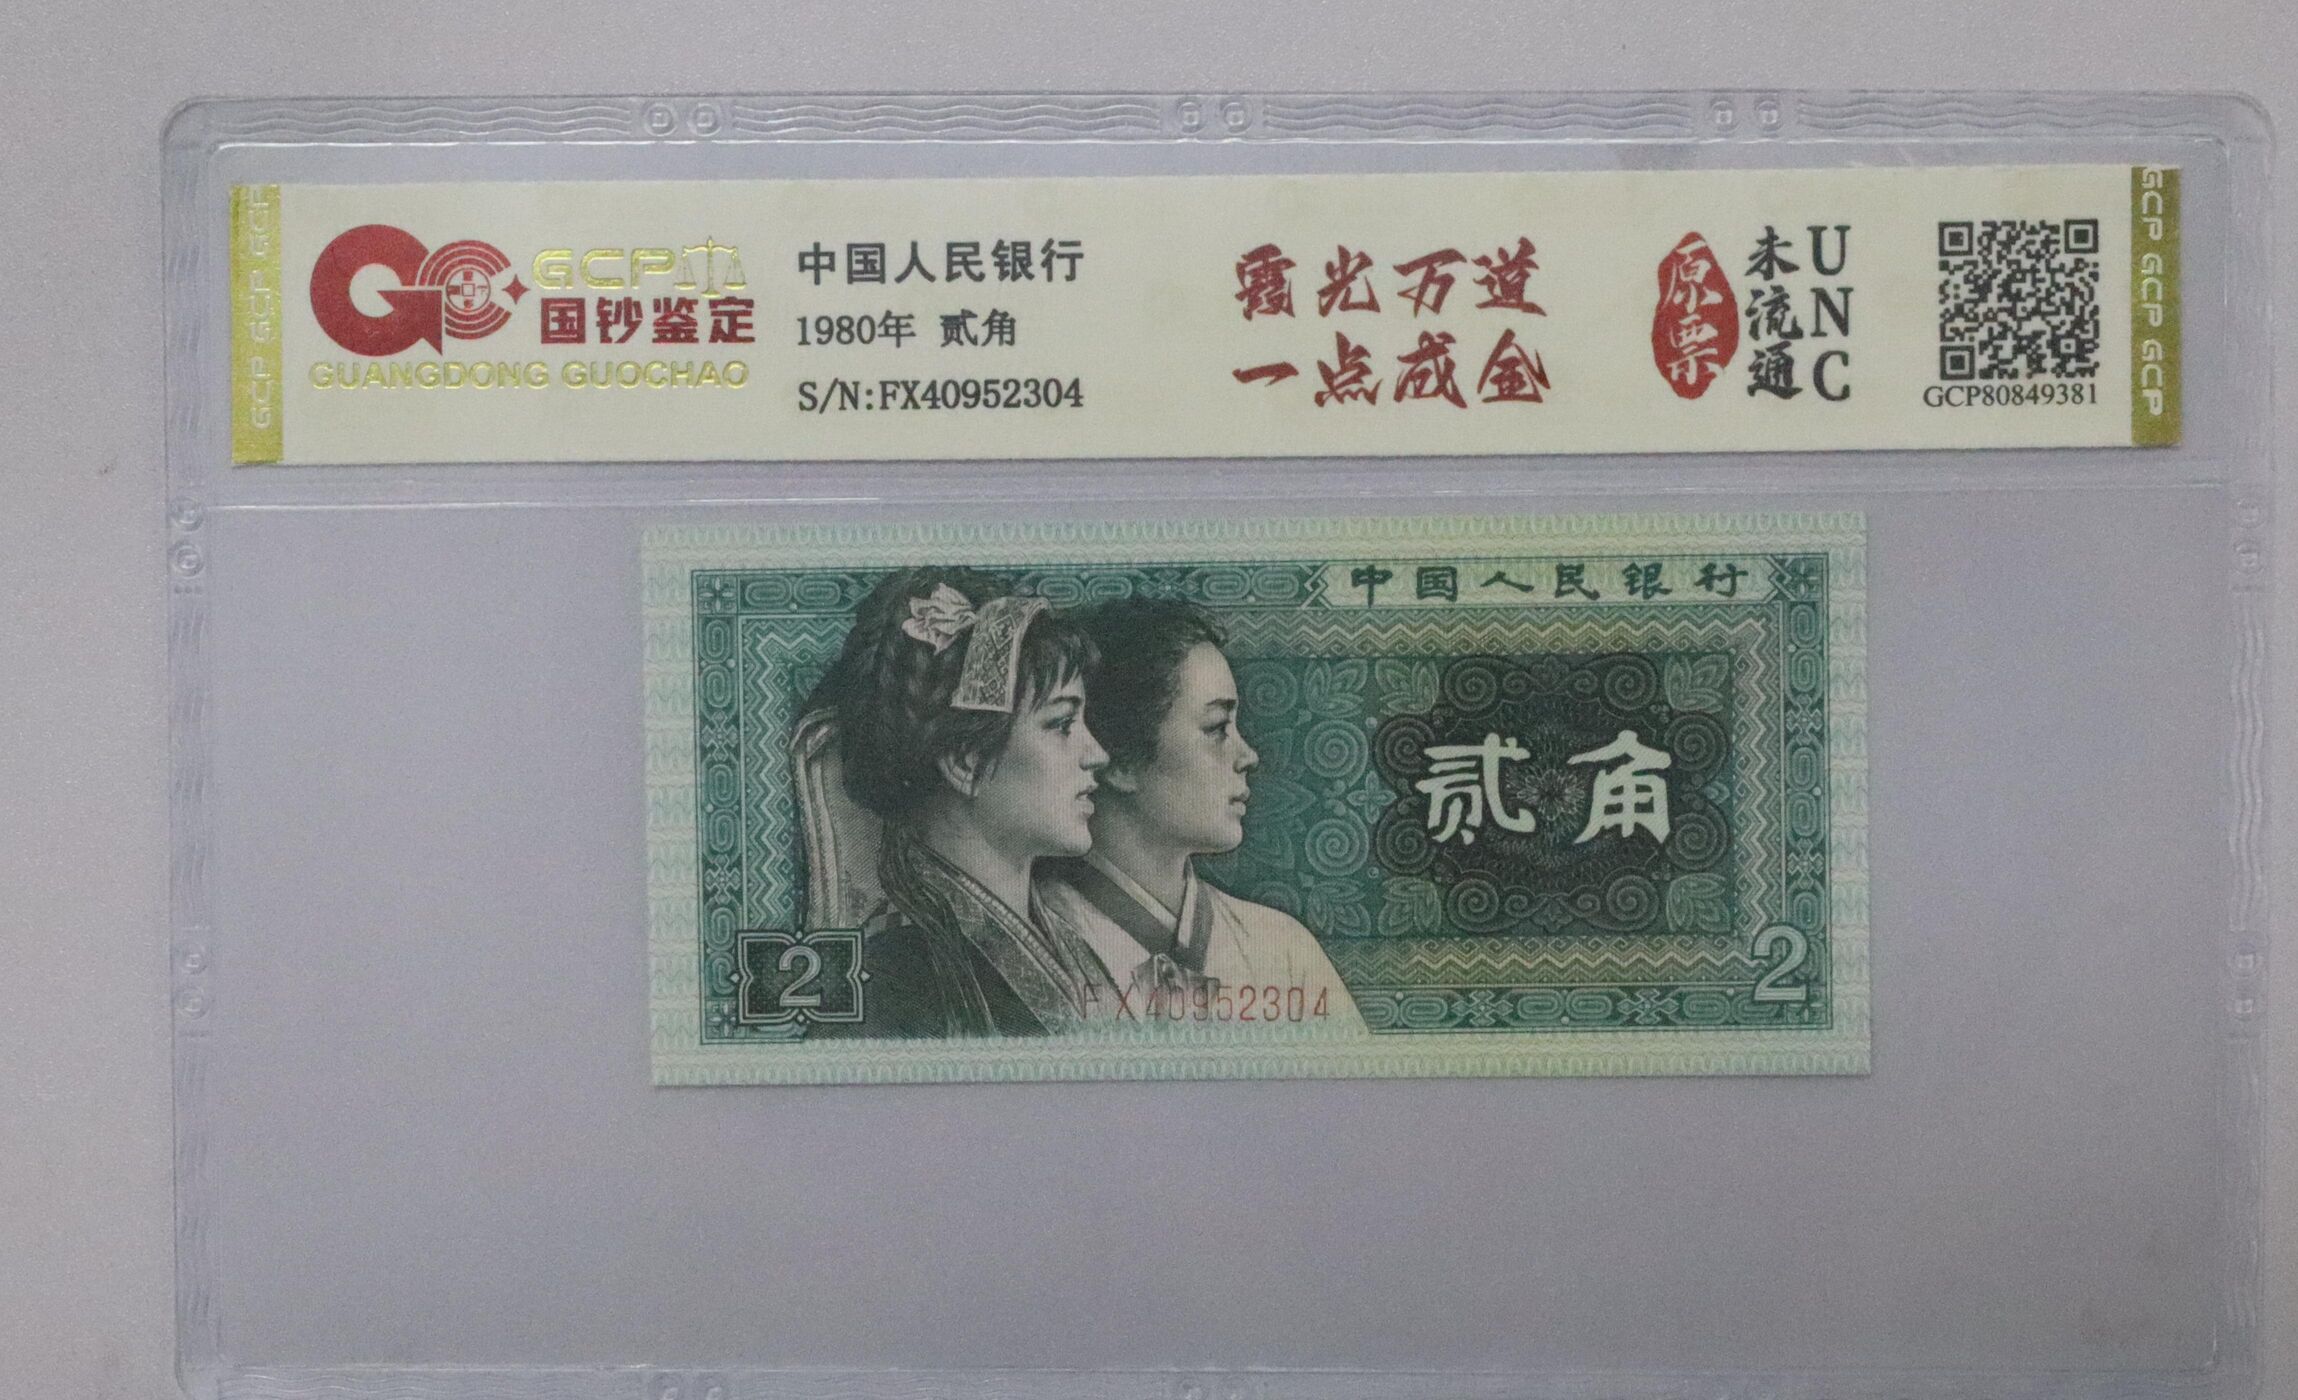 GCP GCP GCP
GCP
国钞鉴定
GUANGDONG GUOCHAO
中国人民银行
1980年 贰角
S/N:FX40952304
霞光万道
一点成金
原票
未流通
UNC
GCP80849381
GCP GCP GCP
中国人民银行
贰角
2
2
FX40952304